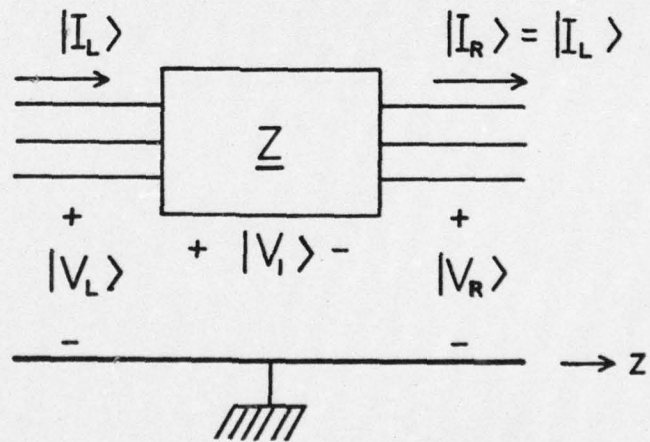 |I_L⟩ |I_R⟩ = |I_L⟩
Z
+ + |V_1⟩ - +
|V_L⟩ |V_R⟩
- -
z